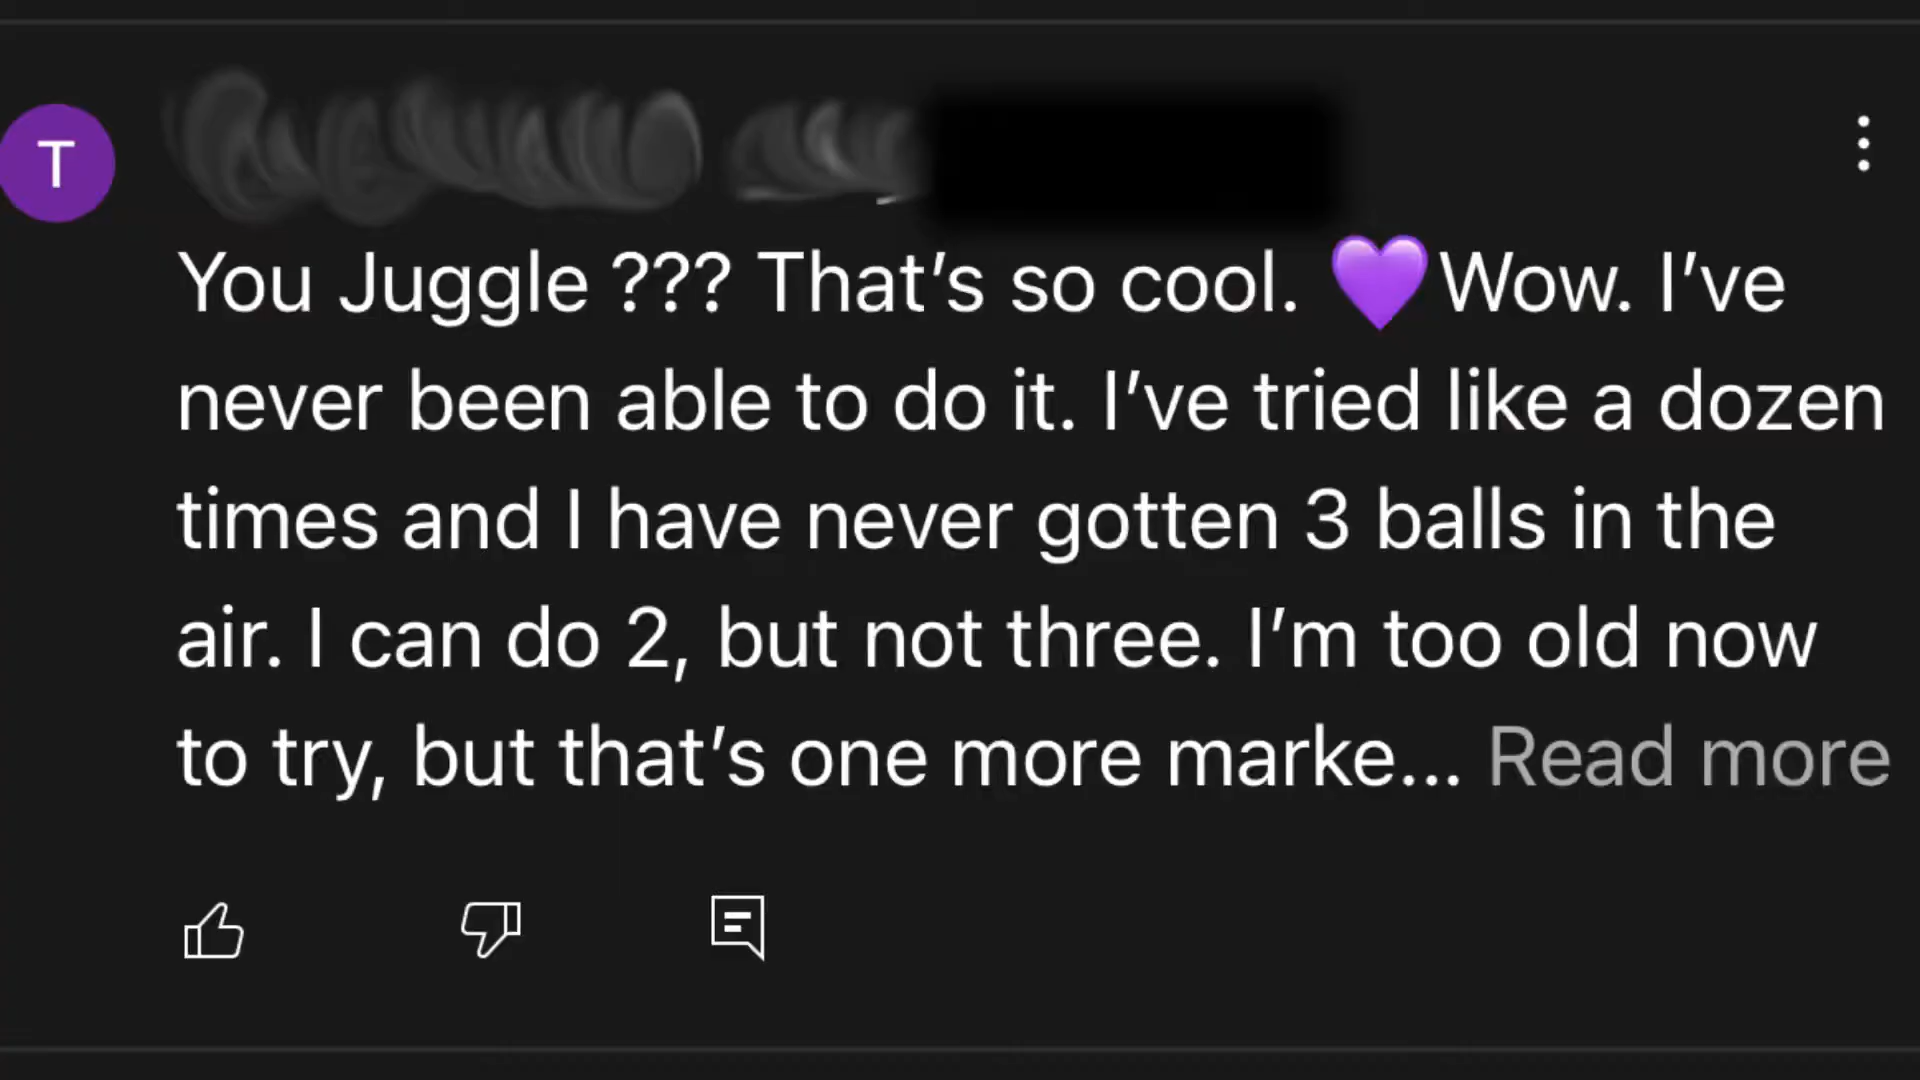 T
You Juggle ??? That’s so cool. 💜Wow. I’ve
never been able to do it. I’ve tried like a dozen
times and I have never gotten 3 balls in the
air. I can do 2, but not three. I’m too old now
to try, but that’s one more marke... Read more